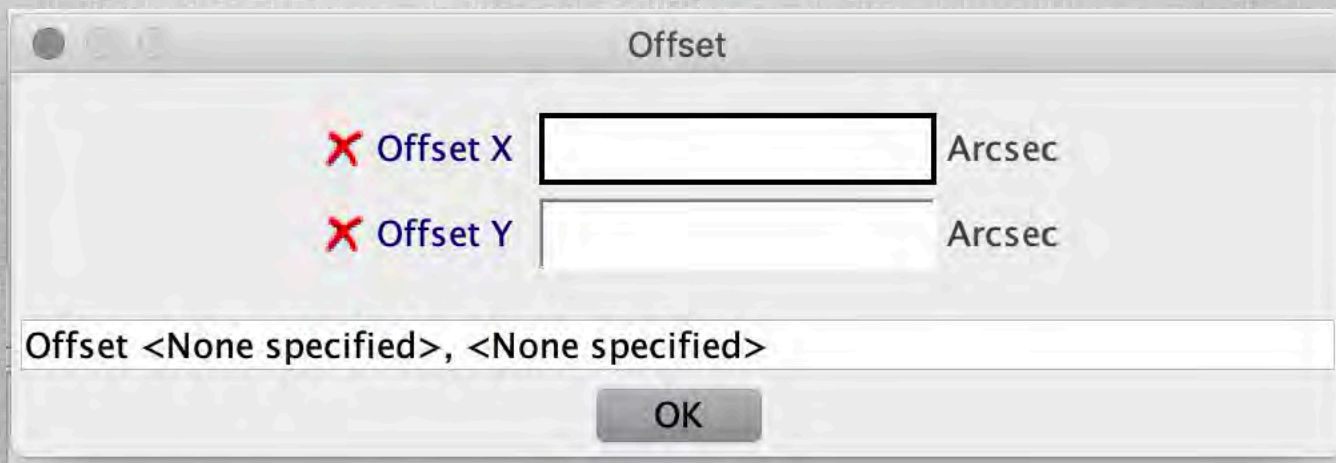 Offset
Offset X Arcsec
Offset Y Arcsec
Offset <None specified>, <None specified>
OK